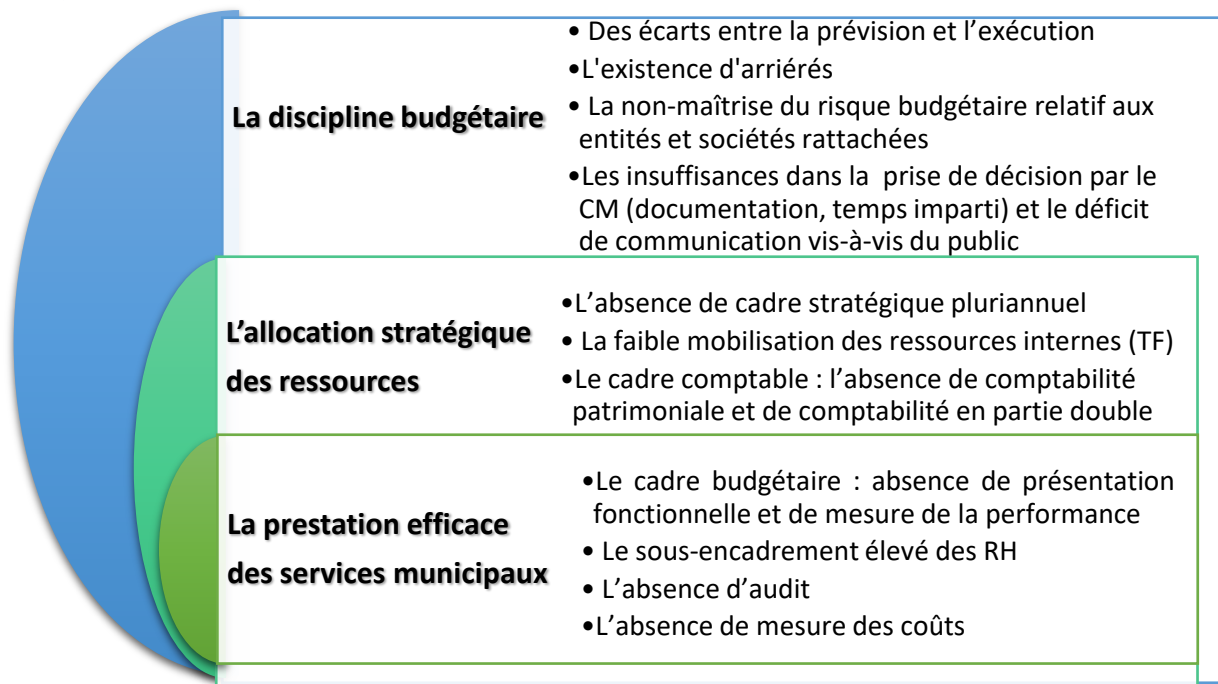 La discipline budgétaire
• Des écarts entre la prévision et l’exécution
•L'existence d'arriérés
• La non-maîtrise du risque budgétaire relatif aux
entités et sociétés rattachées
•Les insuffisances dans la prise de décision par le
CM (documentation, temps imparti) et le déficit
de communication vis-à-vis du public
L’allocation stratégique
des ressources
•L’absence de cadre stratégique pluriannuel
• La faible mobilisation des ressources internes (TF)
•Le cadre comptable : l’absence de comptabilité
patrimoniale et de comptabilité en partie double
La prestation efficace
des services municipaux
•Le cadre budgétaire : absence de présentation
fonctionnelle et de mesure de la performance
• Le sous-encadrement élevé des RH
• L’absence d’audit
•L’absence de mesure des coûts